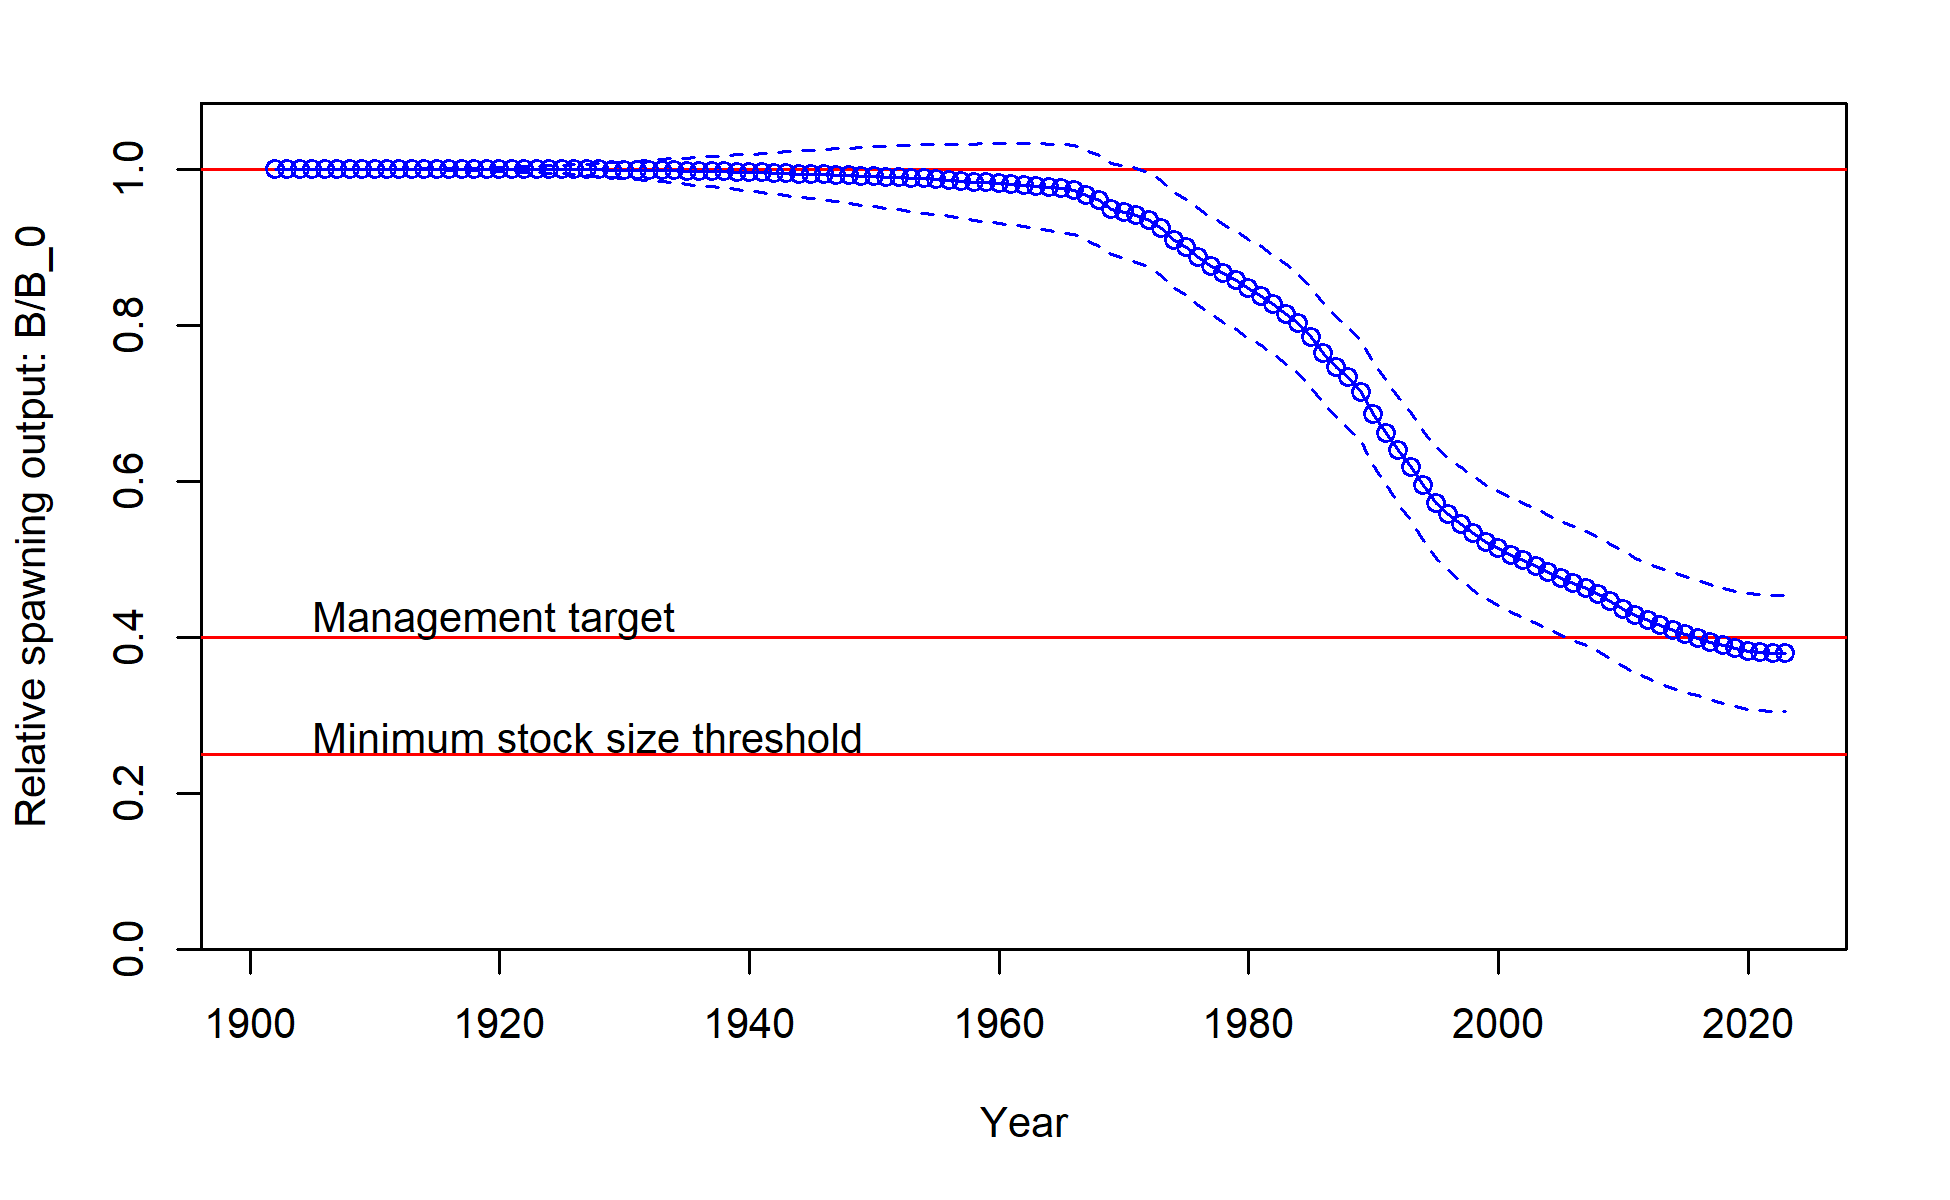 Relative spawning output: B/B_0
1.0
0.8
0.6
0.4
0.2
0.0
Management target
Minimum stock size threshold
1900 1920 1940 1960 1980 2000 2020
Year